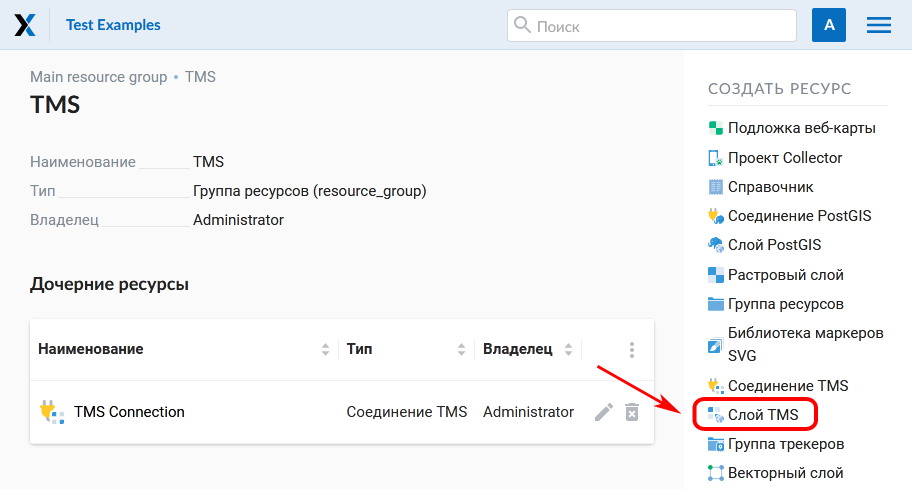 Test Examples
Поиск
A
Main resource group • TMS
TMS
Наименование TMS
Тип Группа ресурсов (resource_group)
Владелец Administrator
Дочерние ресурсы
Наименование Тип Владелец
TMS Connection Соединение TMS Administrator
СОЗДАТЬ РЕСУРС
Подложка веб-карты
Проект Collector
Справочник
Соединение PostGIS
Слой PostGIS
Растровый слой
Группа ресурсов
Библиотека маркеров
SVG
Соединение TMS
Слой TMS
Группа трекеров
Векторный слой